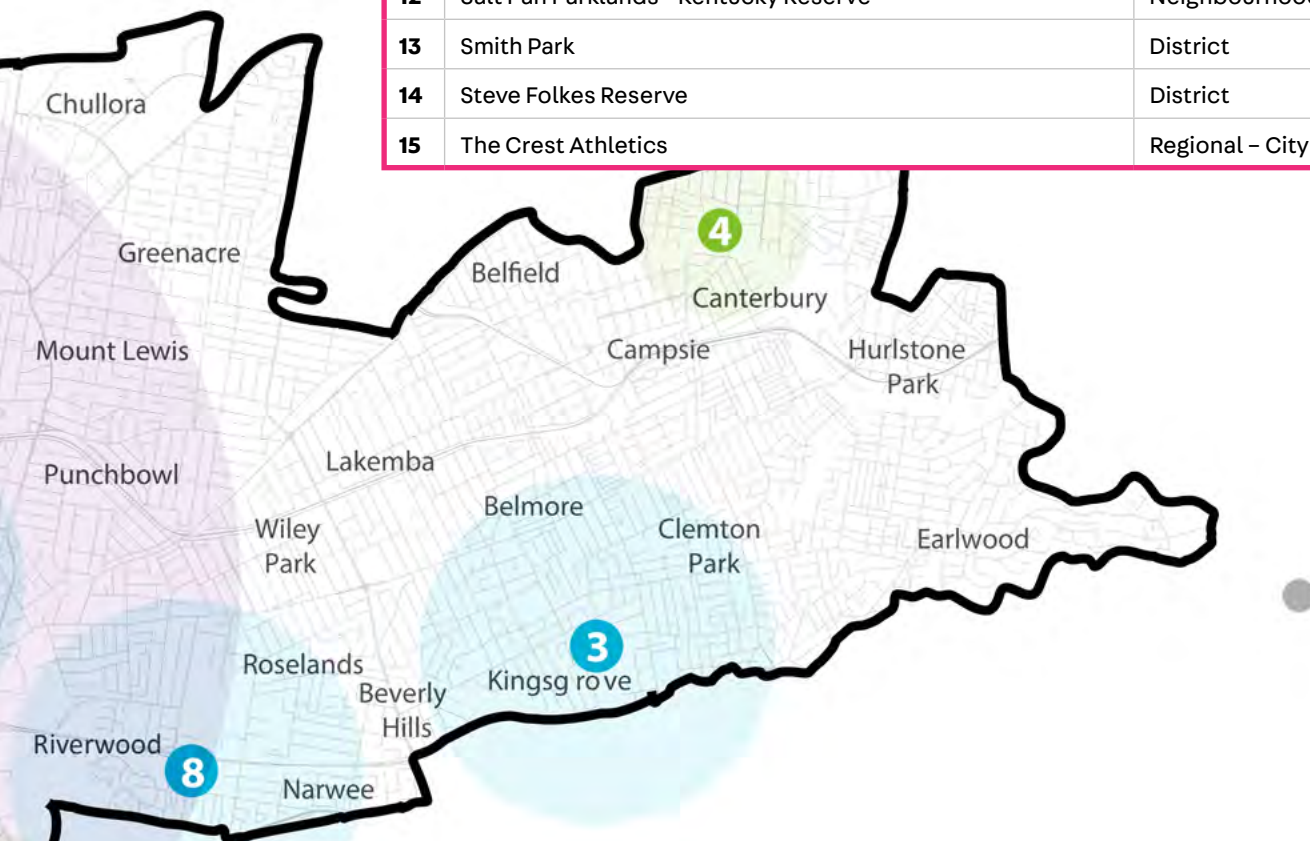 13 Smith Park District
14 Steve Folkes Reserve District
15 The Crest Athletics Regional – City
Chullora
4
Greenacre
Belfield
Canterbury
Mount Lewis
Campsie
Hurlstone
Park
Lakemba
Punchbowl
Belmore
Wiley
Park
Clemton
Park
Earlwood
3
Roselands
Kingsg ro ve
Beverly
Hills
Riverwood
8
Narwee